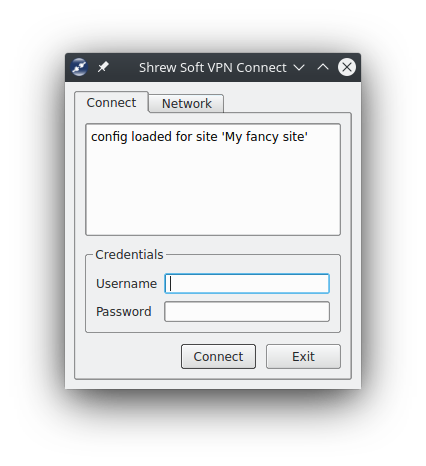 Shrew Soft VPN Connect
Connect
Network
config loaded for site 'My fancy site'
Credentials
Username
Password
Connect
Exit